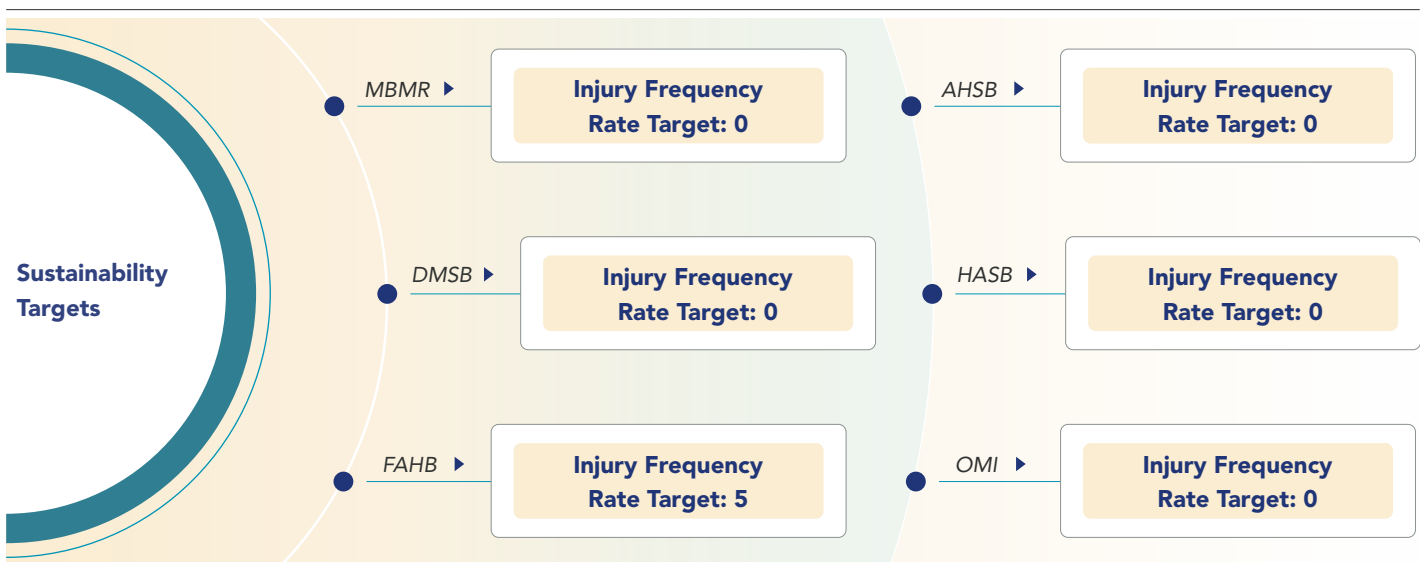 Sustainability
Targets
MBMR
Injury Frequency
Rate Target: 0
DMSB
Injury Frequency
Rate Target: 0
FAHB
Injury Frequency
Rate Target: 5
AHSB
Injury Frequency
Rate Target: 0
HASB
Injury Frequency
Rate Target: 0
OMI
Injury Frequency
Rate Target: 0